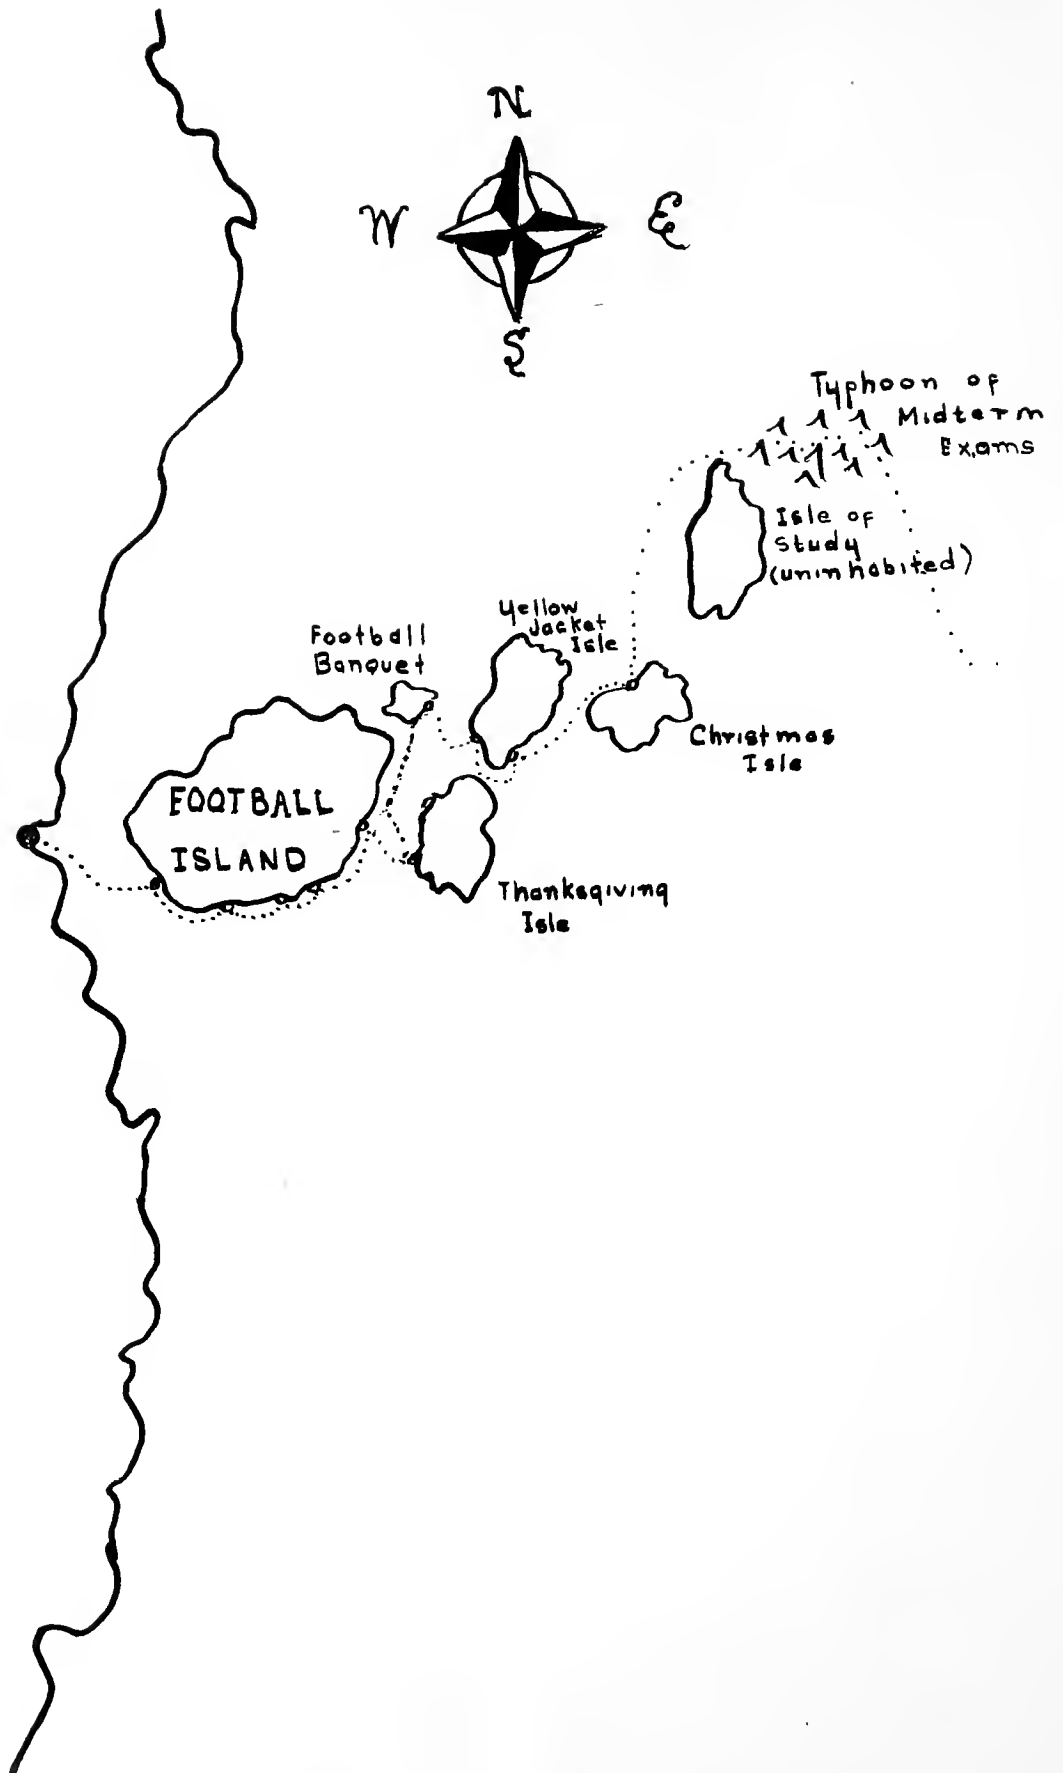 N
W
E
S
Typhoon of
Midterm
Exams
Isle of
Study
(uninhabited)
Yellow
Jacket
Isle
Football
Banquet
Christmas
Isle
FOOTBALL
ISLAND
Thanksgiving
Isle